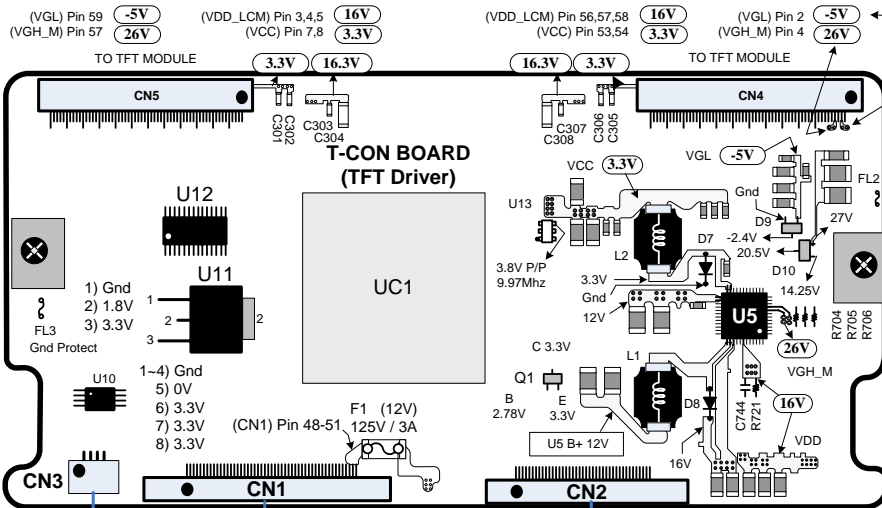 (VGL) Pin 59 -5V
(VGH_M) Pin 57 26V
TO TFT MODULE
(VDD_LCM) Pin 3,4,5 16V
(VCC) Pin 7,8 3.3V
3.3V 16.3V
(VDD_LCM) Pin 56,57,58 16V
(VCC) Pin 53,54 3.3V
16.3V 3.3V
(VGL) Pin 2 -5V
(VGH_M) Pin 4 26V
TO TFT MODULE
CN5
C301
C302
C303
C304
C307
C308
C306
C305
CN4
T-CON BOARD
(TFT Driver)
VCC 3.3V
VGL -5V
FL2
Gnd
D9
27V
-2.4V
20.5V
D10
14.25V
U13
3.8V P/P
9.97Mhz
L2
D7
3.3V
Gnd
12V
U12
U11
1) Gnd
2) 1.8V
3) 3.3V
1
2
3
2
FL3
Gnd Protect
UC1
U5
R704
R705
R706
26V
VGH_M
U10
1~4) Gnd
5) 0V
6) 3.3V
7) 3.3V
8) 3.3V
C 3.3V
Q1
B
2.78V
E
3.3V
L1
D8
C744
R721
16V
VDD
16V
U5 B+ 12V
F1 (12V)
125V / 3A
(CN1) Pin 48-51
CN3
CN1
CN2